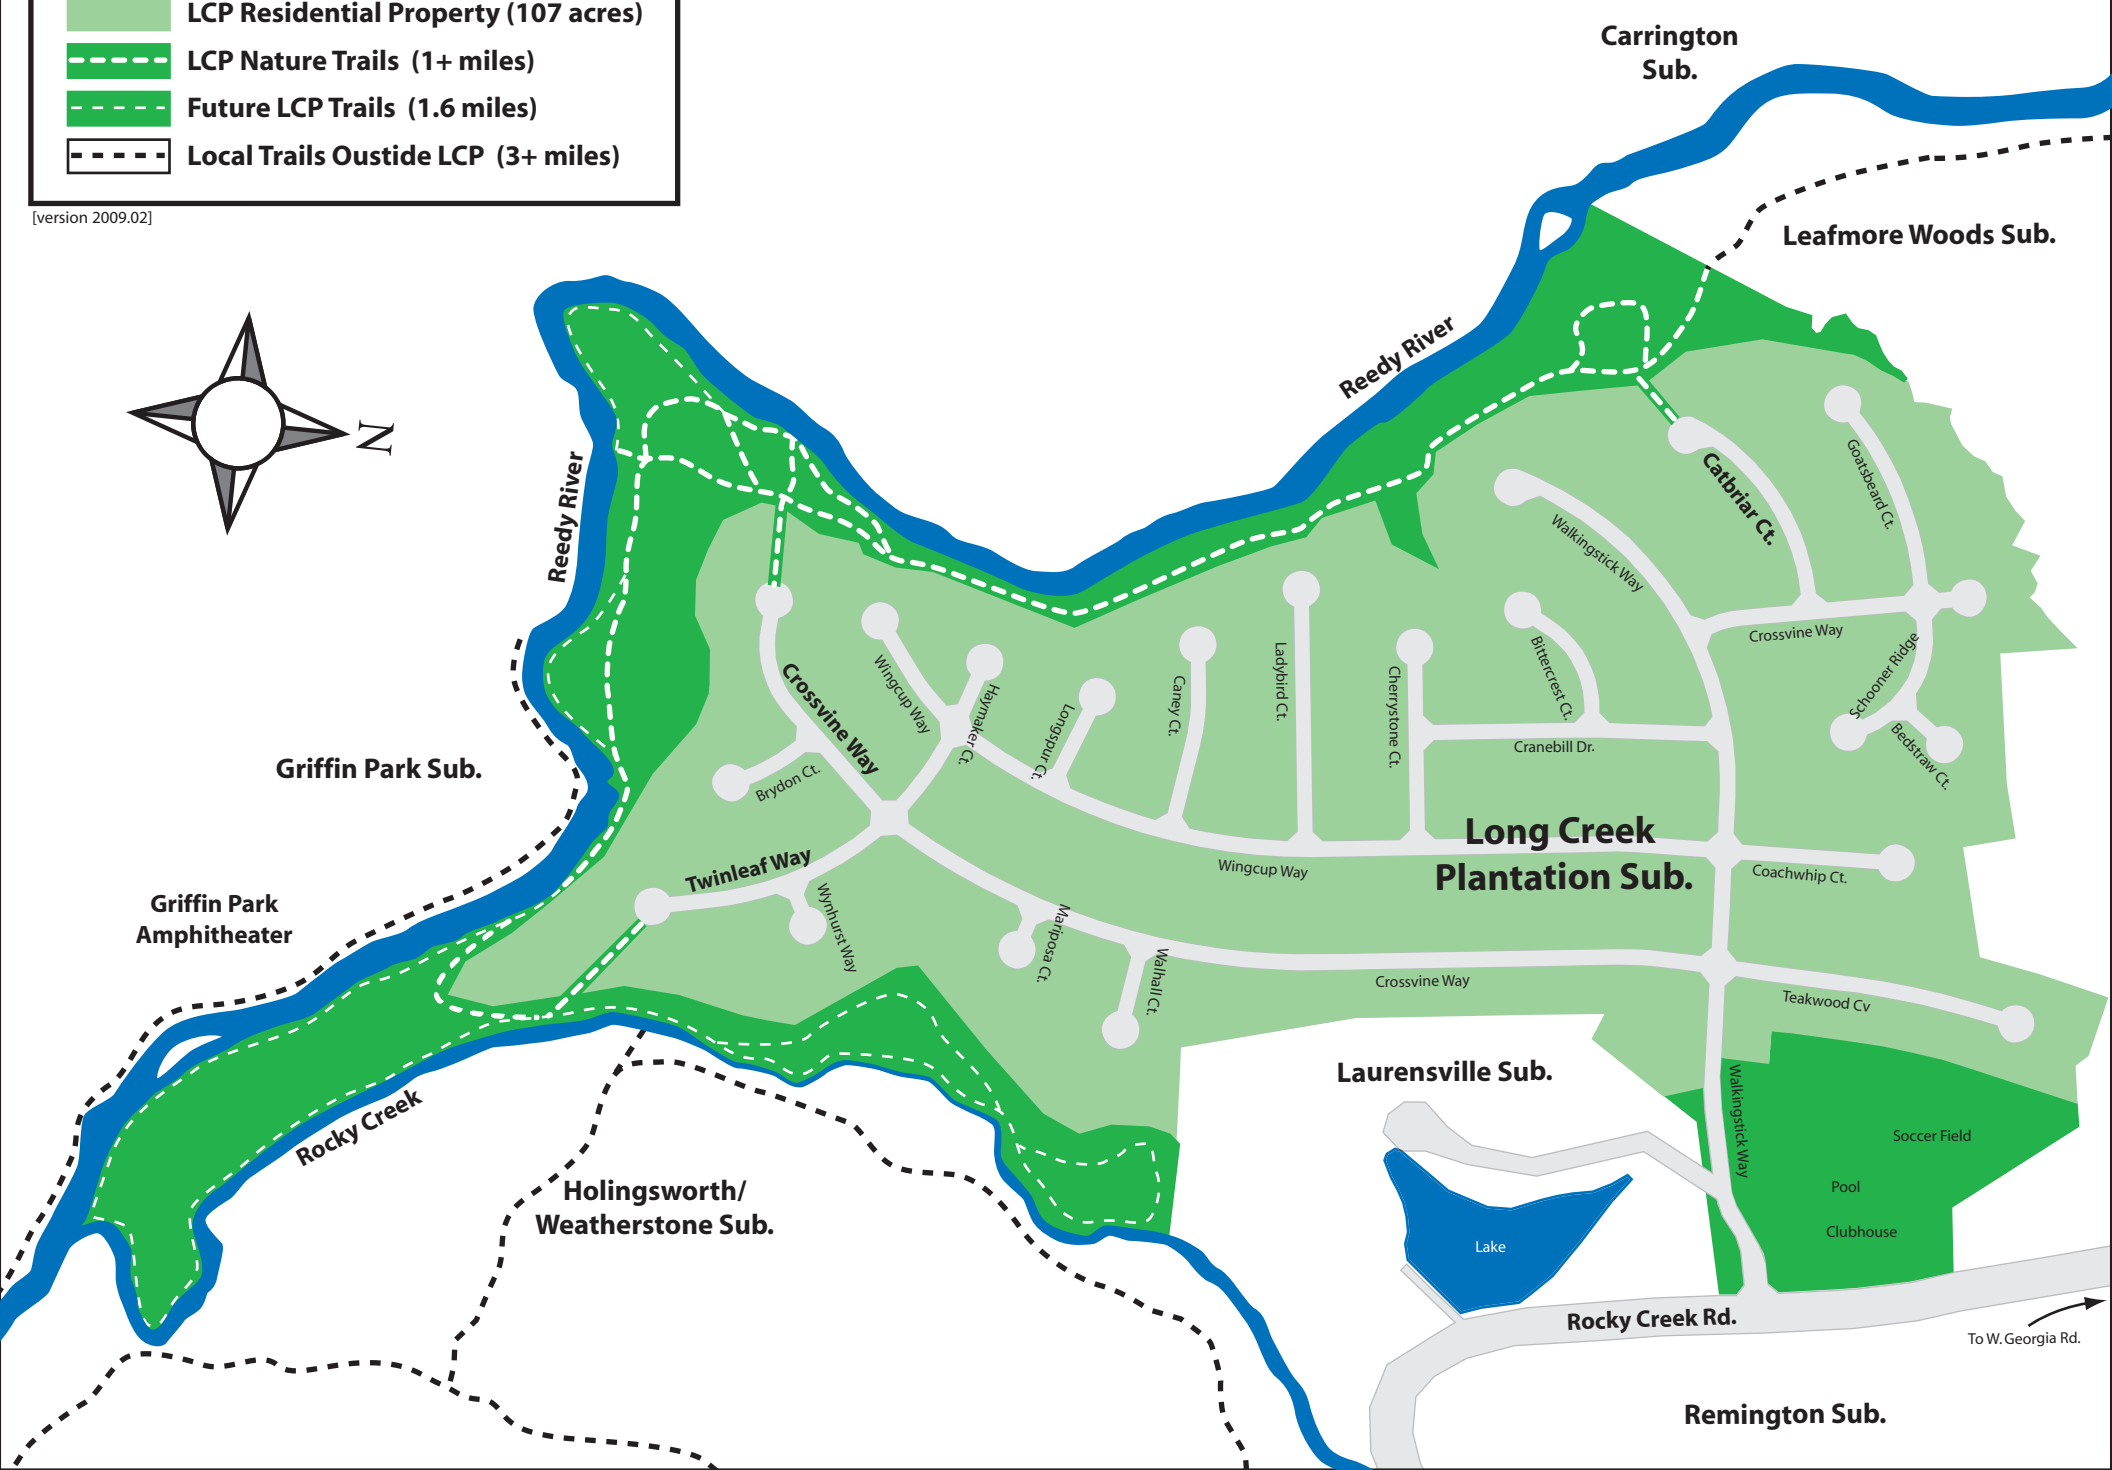 LCP Residential Property (107 acres)
LCP Nature Trails (1+ miles)
Future LCP Trails (1.6 miles)
Local Trails Oustide LCP (3+ miles)
[version 2009.02]
Carrington
Sub.
Leafmore Woods Sub.
N
Reedy River
Reedy River
Griffin Park Sub.
Griffin Park
Amphitheater
Rocky Creek
Holingsworth/
Weatherstone Sub.
Crossvine Way
Wingcup Way
Haymaker Ct.
Longspur Ct.
Caney Ct.
Ladybird Ct.
Cherrystone Ct.
Bittercrest Ct.
Walkingstick Way
Catbriar Ct.
Goatsbeard Ct.
Crossvine Way
Schooner Ridge
Bedstraw Ct.
Cranebill Dr.
Brydon Ct.
Twinleaf Way
Wynhurst Way
Mariposa Ct.
Walhall Ct.
Wingcup Way
Long Creek
Plantation Sub.
Coachwhip Ct.
Crossvine Way
Teakwood Cv
Laurensville Sub.
Walkingstick Way
Soccer Field
Pool
Clubhouse
Lake
Rocky Creek Rd.
To W. Georgia Rd.
Remington Sub.